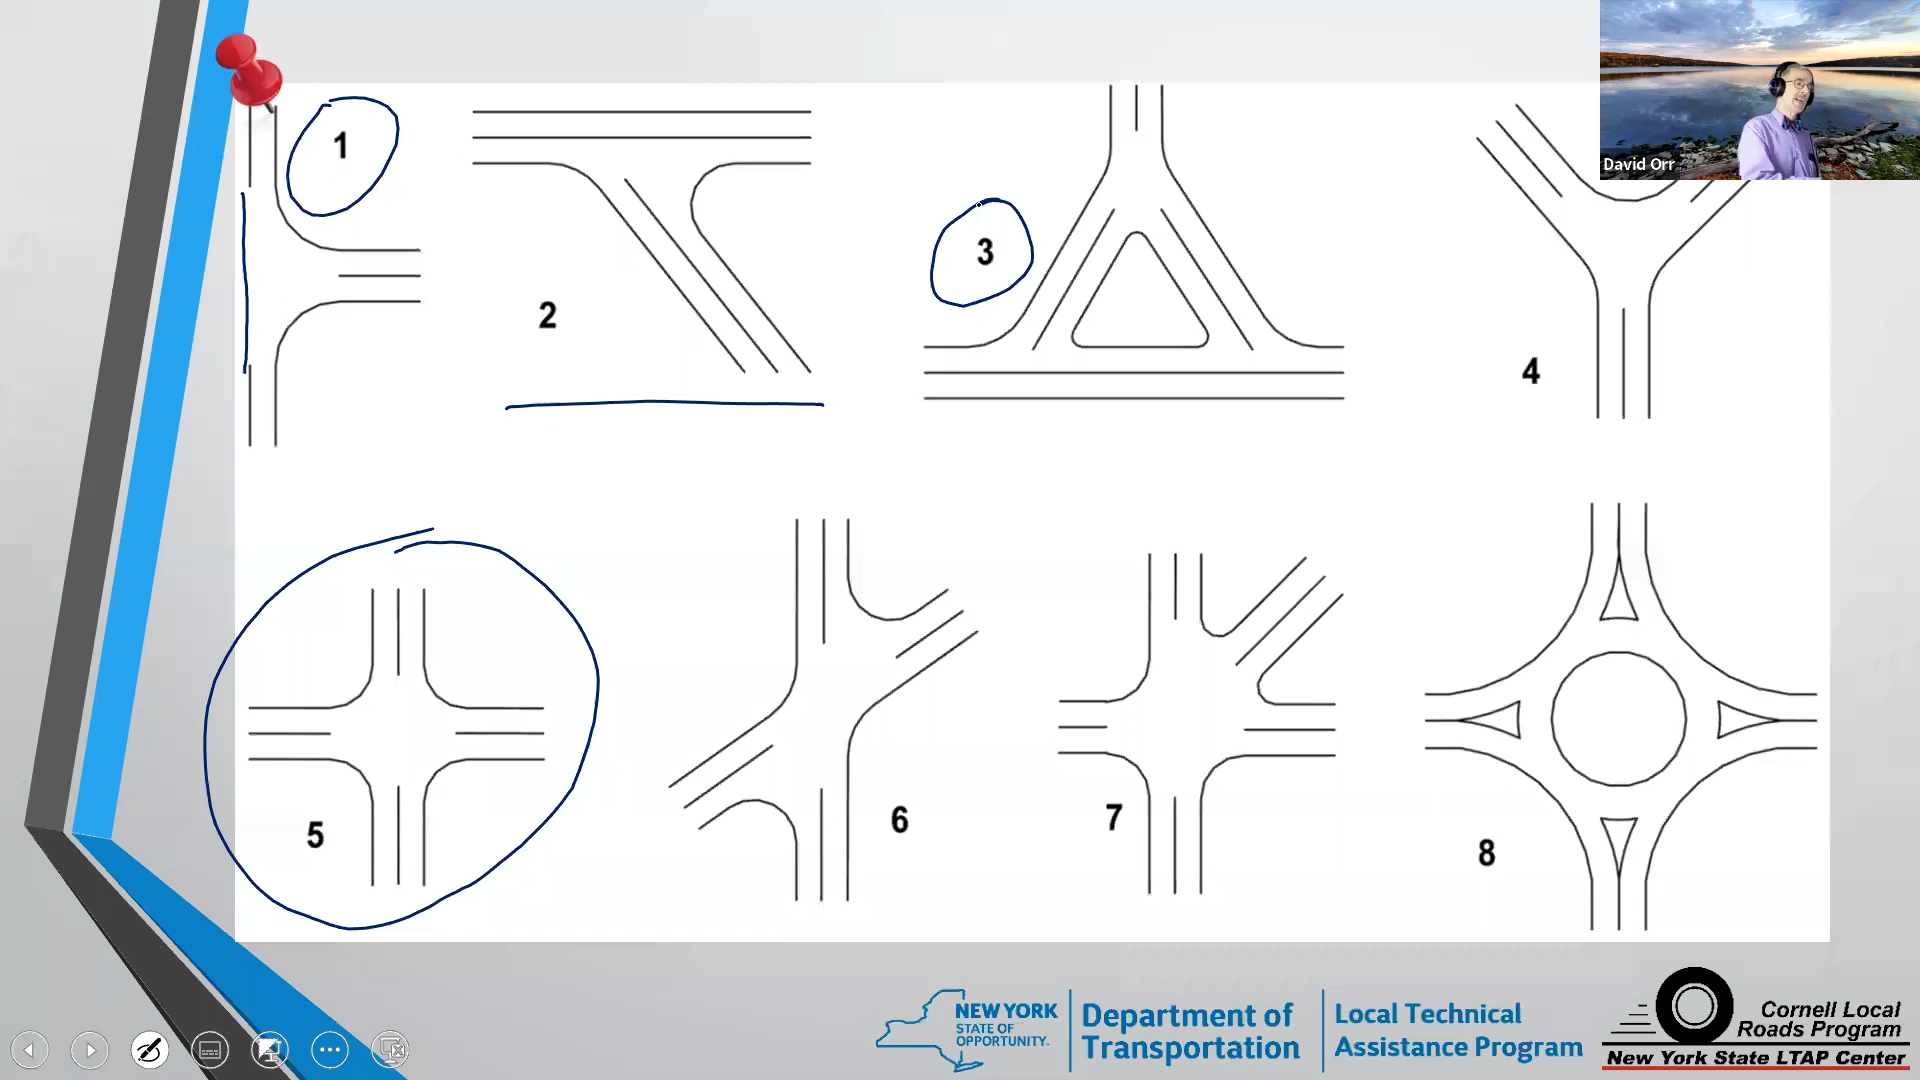 1
2
3
4
David Orr
5
6
7
8
NEW YORK
STATE OF
OPPORTUNITY.
Department of
Transportation
Local Technical
Assistance Program
Cornell Local
Roads Program
New York State LTAP Center